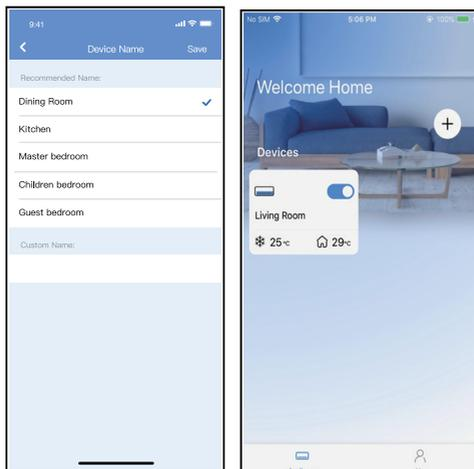 9:41
Device Name
Save
Recommended Name:
Dining Room
Kitchen
Master bedroom
Children bedroom
Guest bedroom
Custom Name:
No SIM
5:06 PM
100%
Welcome Home
+
Devices
Living Room
25°C
29°C